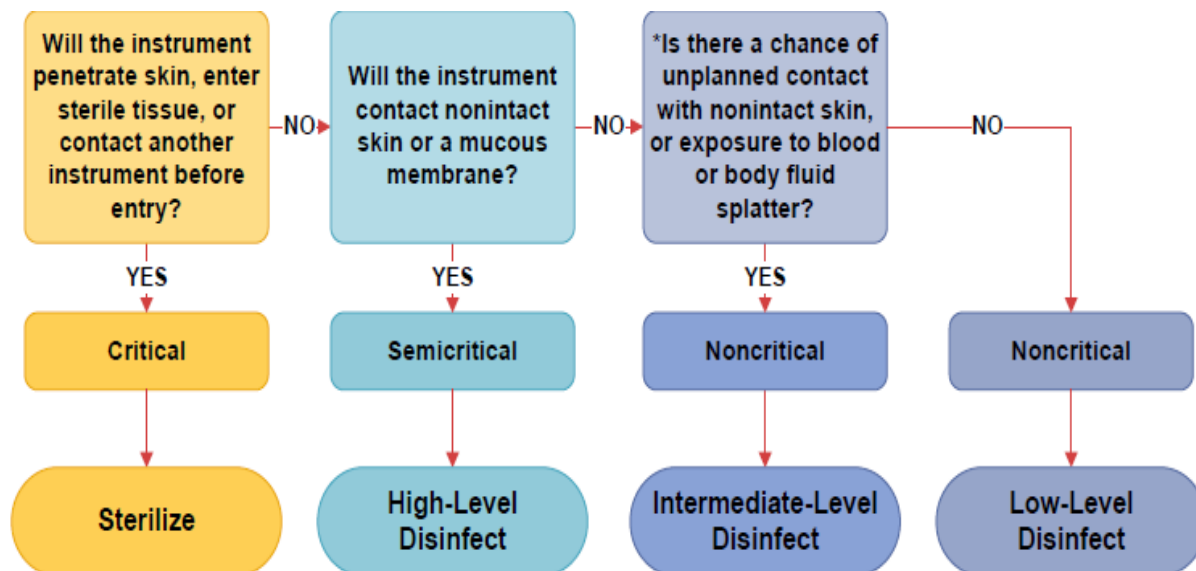 Will the instrument
penetrate skin, enter
sterile tissue, or
contact another
instrument before
entry?
NO
Will the instrument
contact nonintact
skin or a mucous
membrane?
NO
*Is there a chance of
unplanned contact
with nonintact skin,
or exposure to blood
or body fluid
splatter?
NO
YES
YES
YES
Critical
Semicritical
Noncritical
Noncritical
Sterilize
High-Level
Disinfect
Intermediate-Level
Disinfect
Low-Level
Disinfect